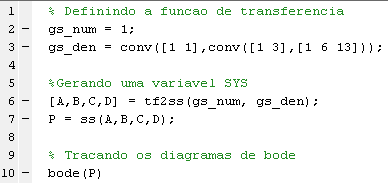 1 % Definindo a funcao de transferencia
2 - gs_num = 1;
3 - gs_den = conv([1 1],conv([1 3],[1 6 13]));
4
5 %Gerando uma variavel SYS
6 - [A,B,C,D] = tf2ss(gs_num, gs_den);
7 - P = ss(A,B,C,D);
8
9 % Tracando os diagramas de bode
10 - bode(P)